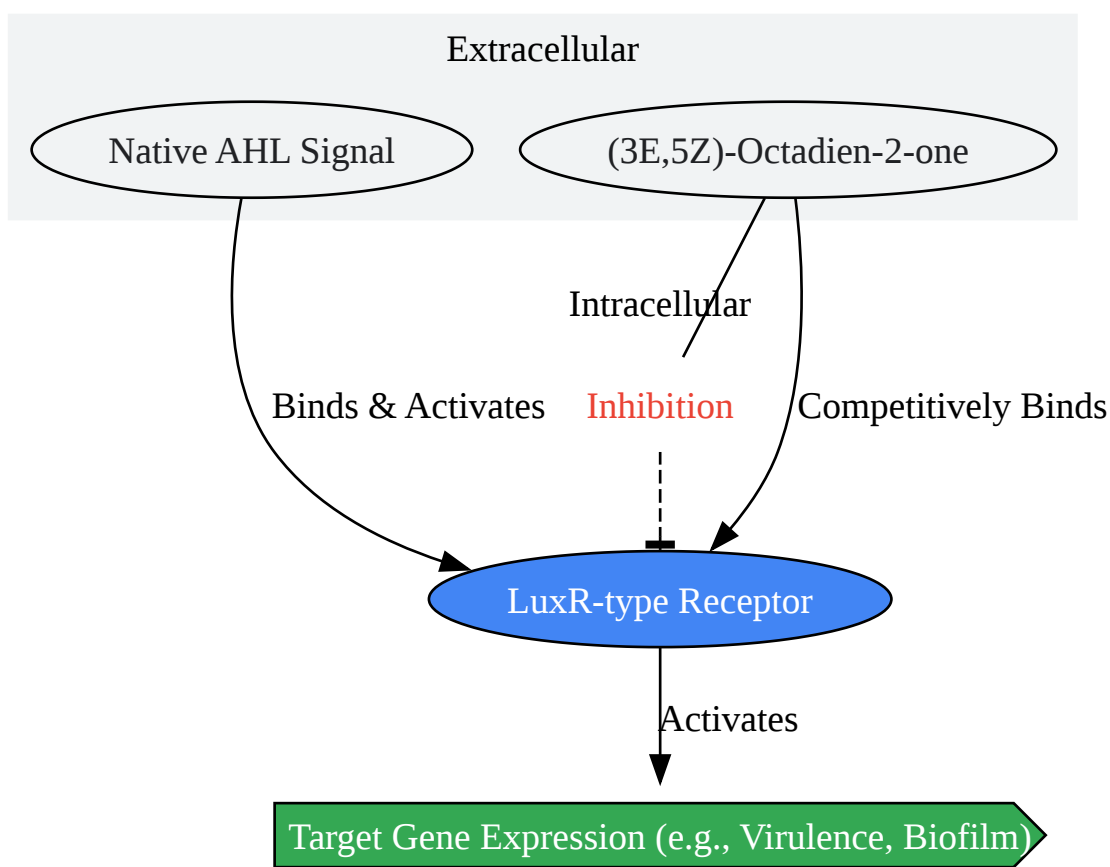 Extracellular
Native AHL Signal
(3E,5Z)-Octadien-2-one
Intracellular
Binds & Activates
Inhibition
Competitively Binds
LuxR-type Receptor
Activates
Target Gene Expression (e.g., Virulence, Biofilm)